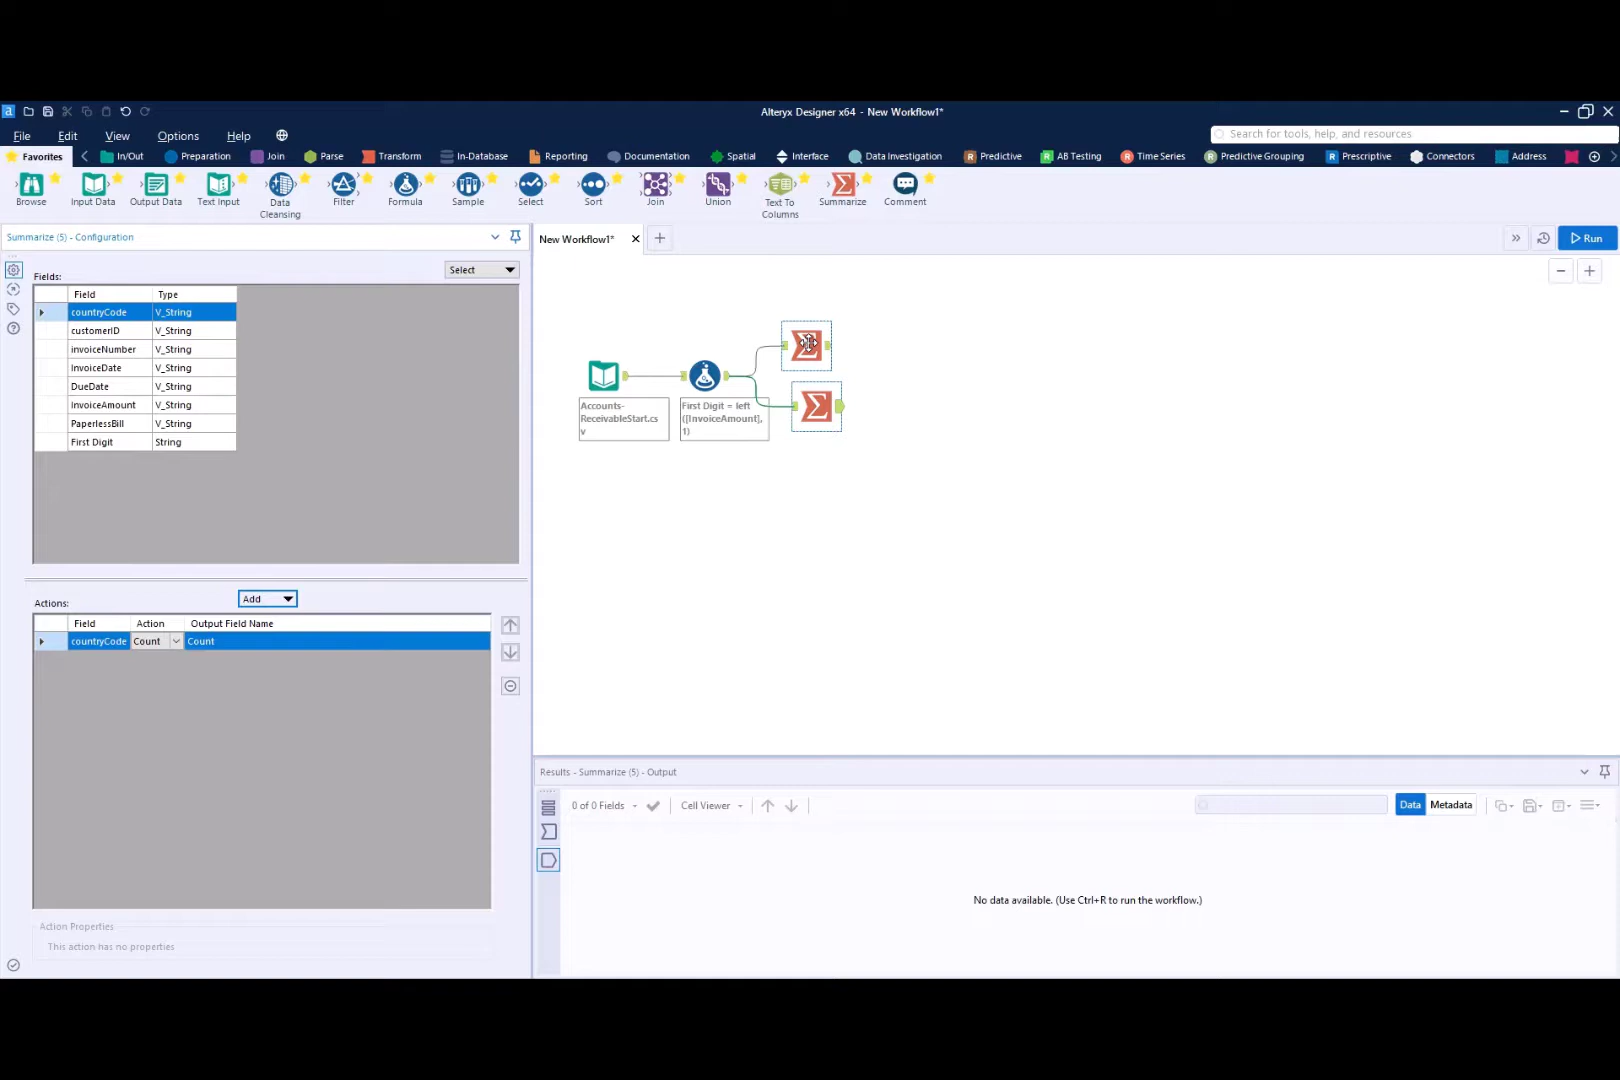 Alteryx Designer x64 - New Workflow1*
File
Edit
View
Options
Help
Search for tools, help, and resources
Favorites
In/Out
Preparation
Join
Parse
Transform
In-Database
Reporting
Documentation
Spatial
Interface
Data Investigation
Predictive
AB Testing
Time Series
Predictive Grouping
Prescriptive
Connectors
Address
Browse
Input Data
Output Data
Text Input
Data
Cleansing
Filter
Formula
Sample
Select
Sort
Join
Union
Text To
Columns
Summarize
Comment
Summarize (5) - Configuration
New Workflow1*
Run
Fields:
Select
Field Type
countryCode V_String
customerID V_String
invoiceNumber V_String
InvoiceDate V_String
DueDate V_String
InvoiceAmount V_String
PaperlessBill V_String
First Digit String
Accounts-
ReceivableStart.cs
v
First Digit = left
([InvoiceAmount],
1)
Actions:
Add
Field Action Output Field Name
countryCode Count Count
Action Properties
This action has no properties
Results - Summarize (5) - Output
0 of 0 Fields
Cell Viewer
Data
Metadata
No data available. (Use Ctrl+R to run the workflow.)